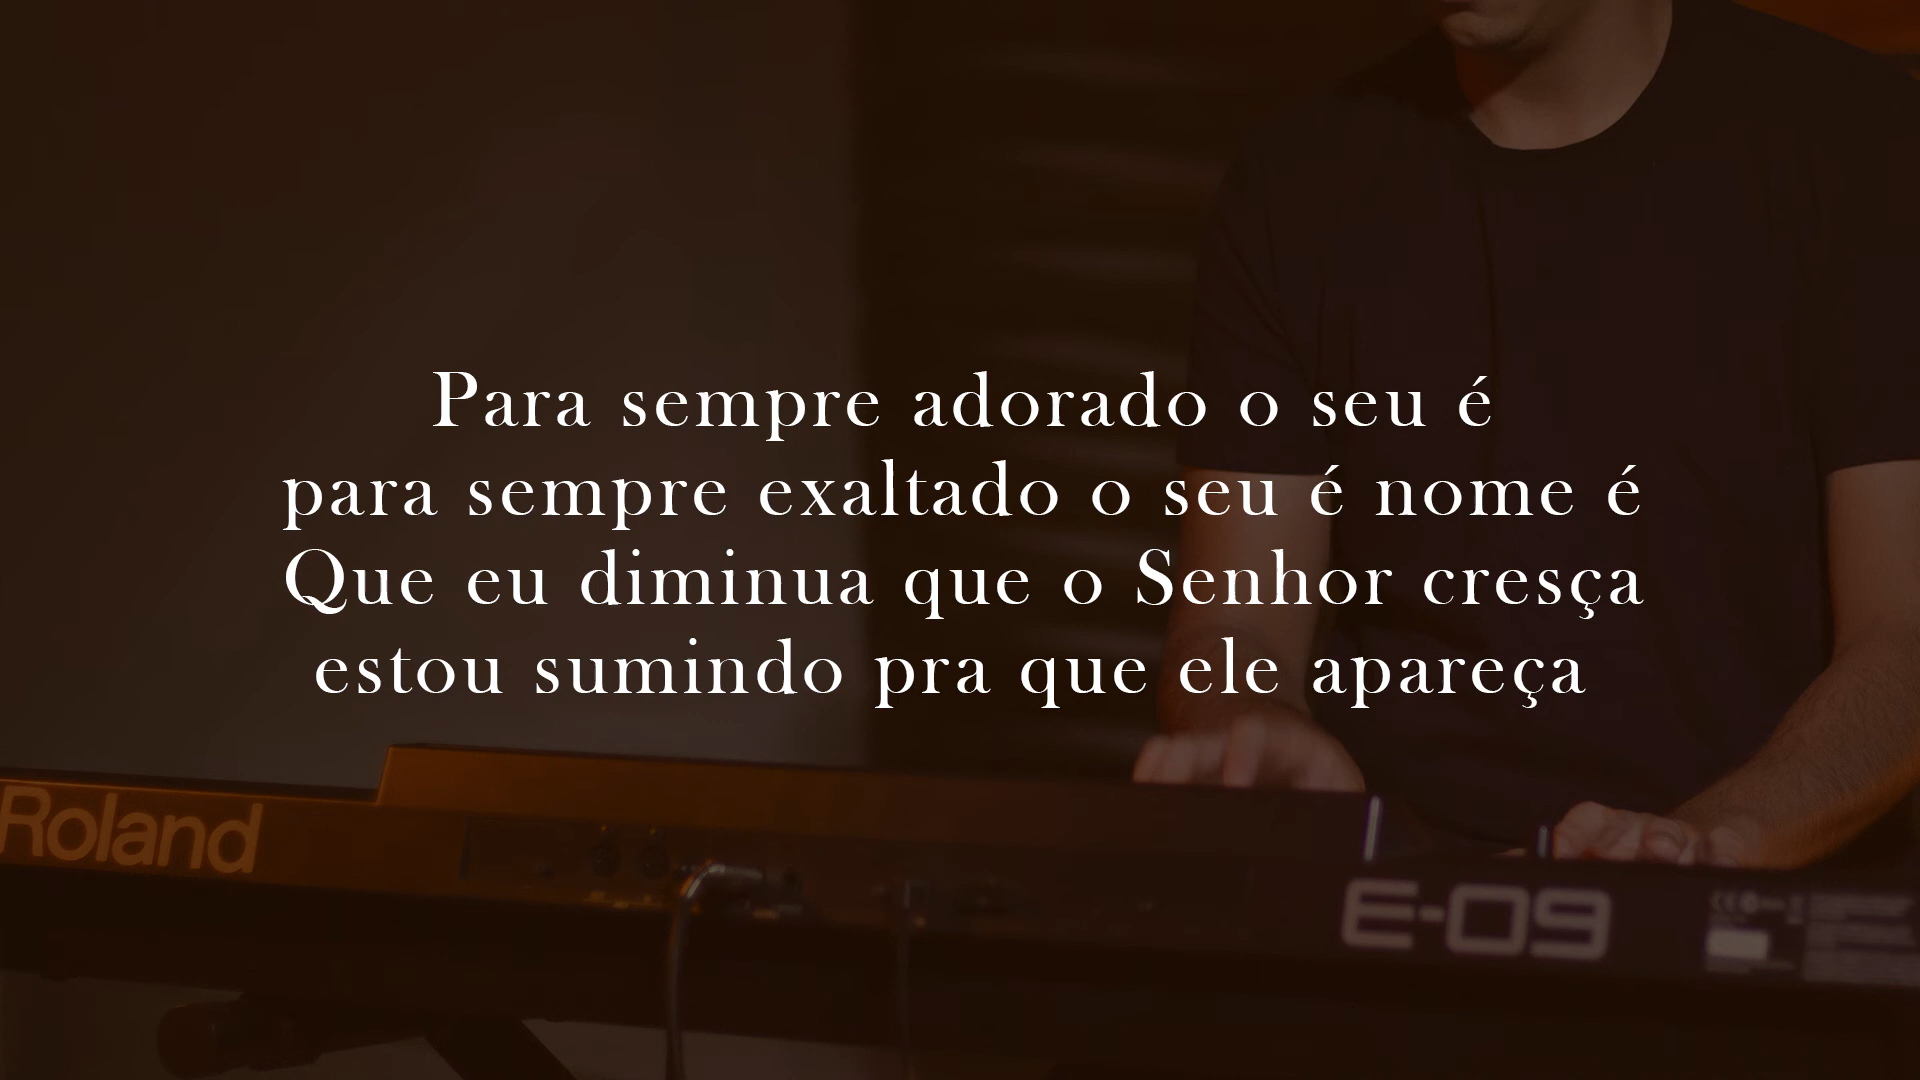 Para sempre adorado o seu é
para sempre exaltado o seu é nome é
Que eu diminua que o Senhor cresça
estou sumindo pra que ele apareça
Roland
E-09